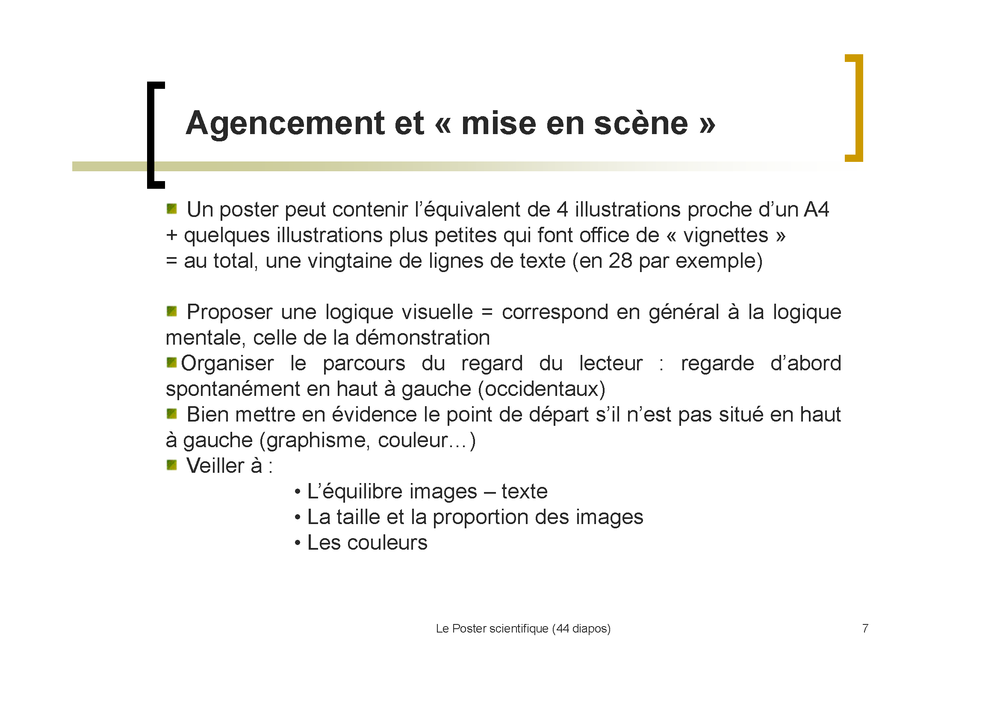 Agencement et « mise en scène »
Un poster peut contenir l’équivalent de 4 illustrations proche d’un A4
+ quelques illustrations plus petites qui font office de « vignettes »
= au total, une vingtaine de lignes de texte (en 28 par exemple)
Proposer une logique visuelle = correspond en général à la logique
mentale, celle de la démonstration
Organiser le parcours du regard du lecteur : regarde d’abord
spontanément en haut à gauche (occidentaux)
Bien mettre en évidence le point de départ s’il n’est pas situé en haut
à gauche (graphisme, couleur…)
Veiller à :
• L’équilibre images – texte
• La taille et la proportion des images
• Les couleurs
Le Poster scientifique (44 diapos)
7